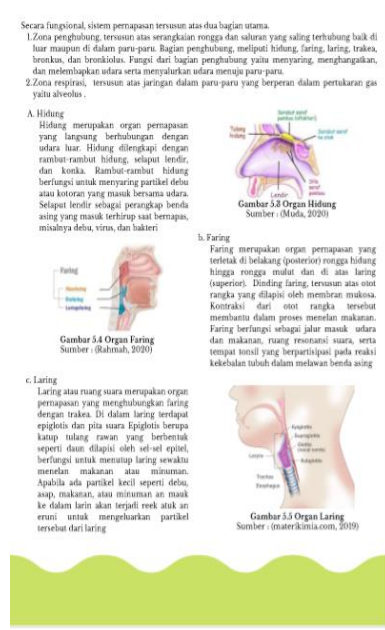 Secara fungsional, sistem pernapasan tersusun atas dua bagian utama.
1.Zona penghubung, tersusun atas serangkaian rongga dan saluran yang saling terhubung baik di
luar maupun di dalam paru-paru. Bagian penghubung, meliputi hidung, faring, laring, trakea,
bronkus, dan bronkiolus. Fungsi dari bagian penghubung yaitu menyaring, menghangatkan,
dan melembapkan udara serta menyalurkan udara menuju paru-paru.
2.Zona respirasi, tersusun atas jaringan dalam paru-paru yang berperan dalam pertukaran gas
yaitu alveolus .
A. Hidung
Hidung merupakan organ pernapasan
yang langsung berhubungan dengan
udara luar. Hidung dilengkapi dengan
rambut-rambut hidung, selaput lendir,
dan konka. Rambut-rambut hidung
berfungsi untuk menyaring partikel debu
atau kotoran yang masuk bersama udara.
Selaput lendir sebagai perangkap benda
asing yang masuk terhirup saat bernapas,
misalnya debu, virus, dan bakteri
Tulang
hidung
Lendir
Gambar 5.3 Organ Hidung
Sumber : (Muda, 2020)
b. Faring
Faring merupakan organ pernapasan yang
terletak di belakang (posterior) rongga hidung
hingga rongga mulut dan di atas laring
(superior). Dinding faring, tersusun atas otot
rangka yang dilapisi oleh membran mukosa.
Kontraksi dari otot rangka tersebut
membantu dalam proses menelan makanan.
Faring berfungsi sebagai jalur masuk udara
dan makanan, ruang resonansi suara, serta
tempat tonsil yang berpartisipasi pada reaksi
kekebalan tubuh dalam melawan benda asing
Faring
Gambar 5.4 Organ Faring
Sumber : (Rahmah, 2020)
c. Laring
Laring atau ruang suara merupakan organ
pernapasan yang menghubungkan faring
dengan trakea. Di dalam laring terdapat
epiglotis dan pita suara Epiglotis berupa
katup tulang rawan yang berbentuk
seperti daun dilapisi oleh sel-sel epitel,
berfungsi untuk menutup laring sewaktu
menelan makanan atau minuman.
Apabila ada partikel kecil seperti debu,
asap, makanan, atau minuman an masuk
ke dalam larin akan terjadi reek atuk an
eruni untuk mengeluarkan partikel
tersebut dari laring
Larynx
Trachea
Esophagus
Epiglottis
Supraglottis
Glottis
Subglottis
Gambar 5.5 Organ Laring
Sumber : (materikimia.com, 2019)